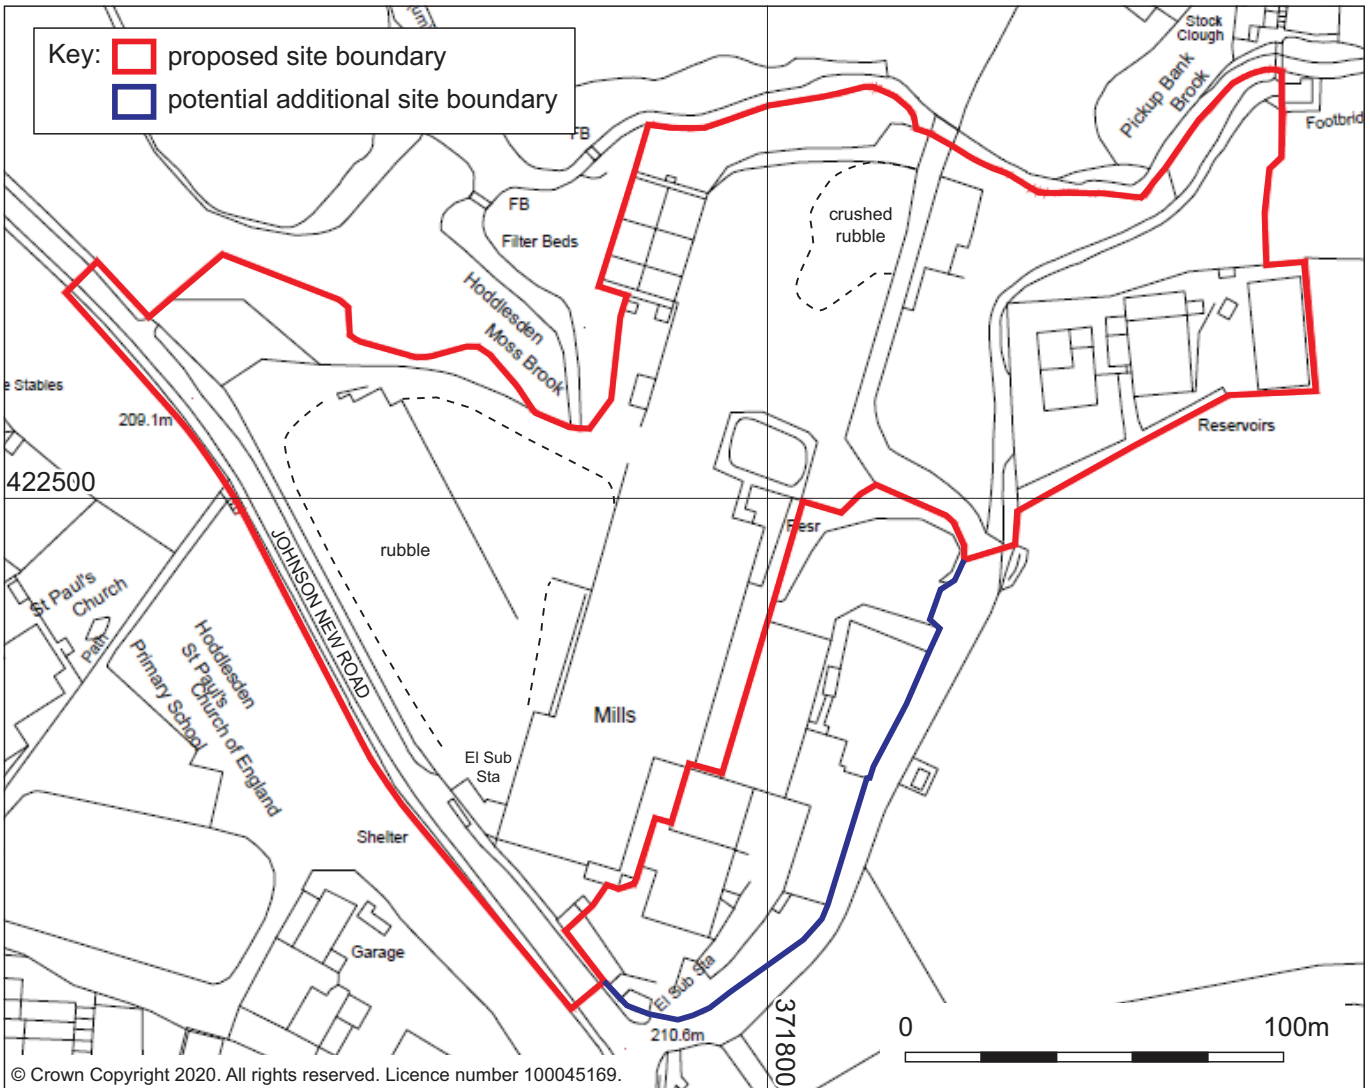 Key:
proposed site boundary
potential additional site boundary
Stock
Clough
Pickup Bank
Brook
FB
Footbrid
FB
Filter Beds
crushed
rubble
Hoddlesden
Moss Brook
e Stables
209.1m
Reservoirs
422500
Resr
rubble
JOHNSON NEW ROAD
St Paul's
Church
Path
Hoddlesden
St Paul's
Church of England
Primary School
Mills
El Sub
Sta
Shelter
Garage
El Sub Sta
210.6m
371800
0
100m
© Crown Copyright 2020. All rights reserved. Licence number 100045169.